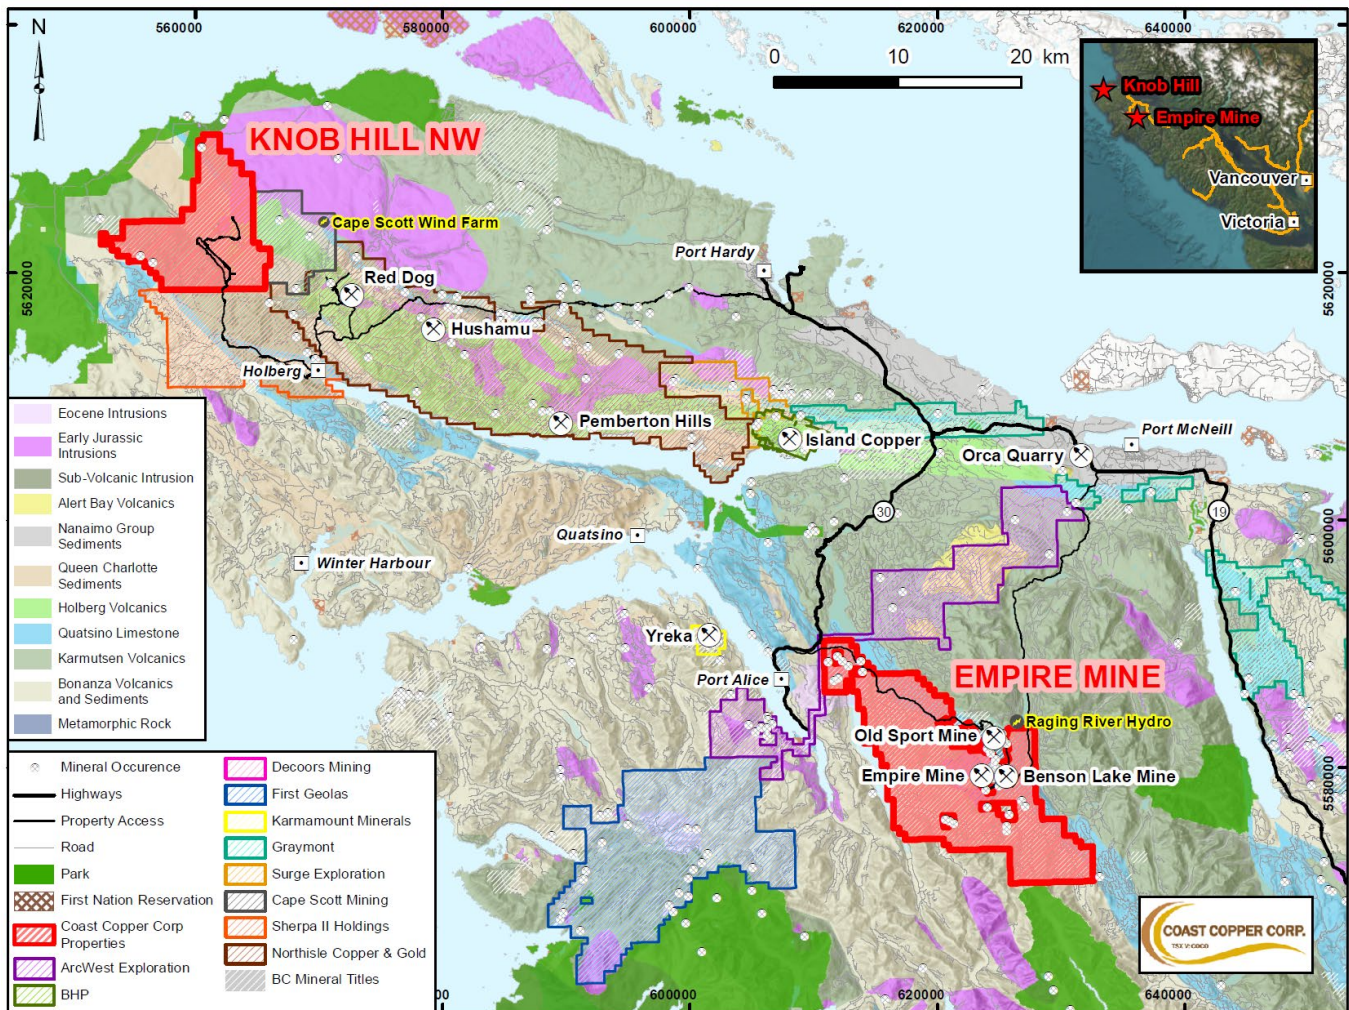 560000
580000
600000
620000
640000
N
0
10
20 km
Knob Hill
Empire Mine
Vancouver
Victoria
KNOB HILL NW
Cape Scott Wind Farm
Port Hardy
5620000
5620000
Red Dog
Hushamu
Holberg
Pemberton Hills
Island Copper
Port McNeill
Orca Quarry
30
19
5600000
Quatsino
Winter Harbour
Yreka
Port Alice
EMPIRE MINE
Raging River Hydro
Old Sport Mine
Empire Mine
Benson Lake Mine
5580000
Eocene Intrusions
Early Jurassic
Intrusions
Sub-Volcanic Intrusion
Alert Bay Volcanics
Nanaimo Group
Sediments
Queen Charlotte
Sediments
Holberg Volcanics
Quatsino Limestone
Karmutsen Volcanics
Bonanza Volcanics
and Sediments
Metamorphic Rock
Mineral Occurence
Highways
Property Access
Road
Park
First Nation Reservation
Coast Copper Corp
Properties
ArcWest Exploration
BHP
Decoors Mining
First Geolas
Karmamount Minerals
Graymont
Surge Exploration
Cape Scott Mining
Sherpa II Holdings
Northisle Copper & Gold
BC Mineral Titles
COAST COPPER CORP.
TSX V: COCO
600000
620000
640000